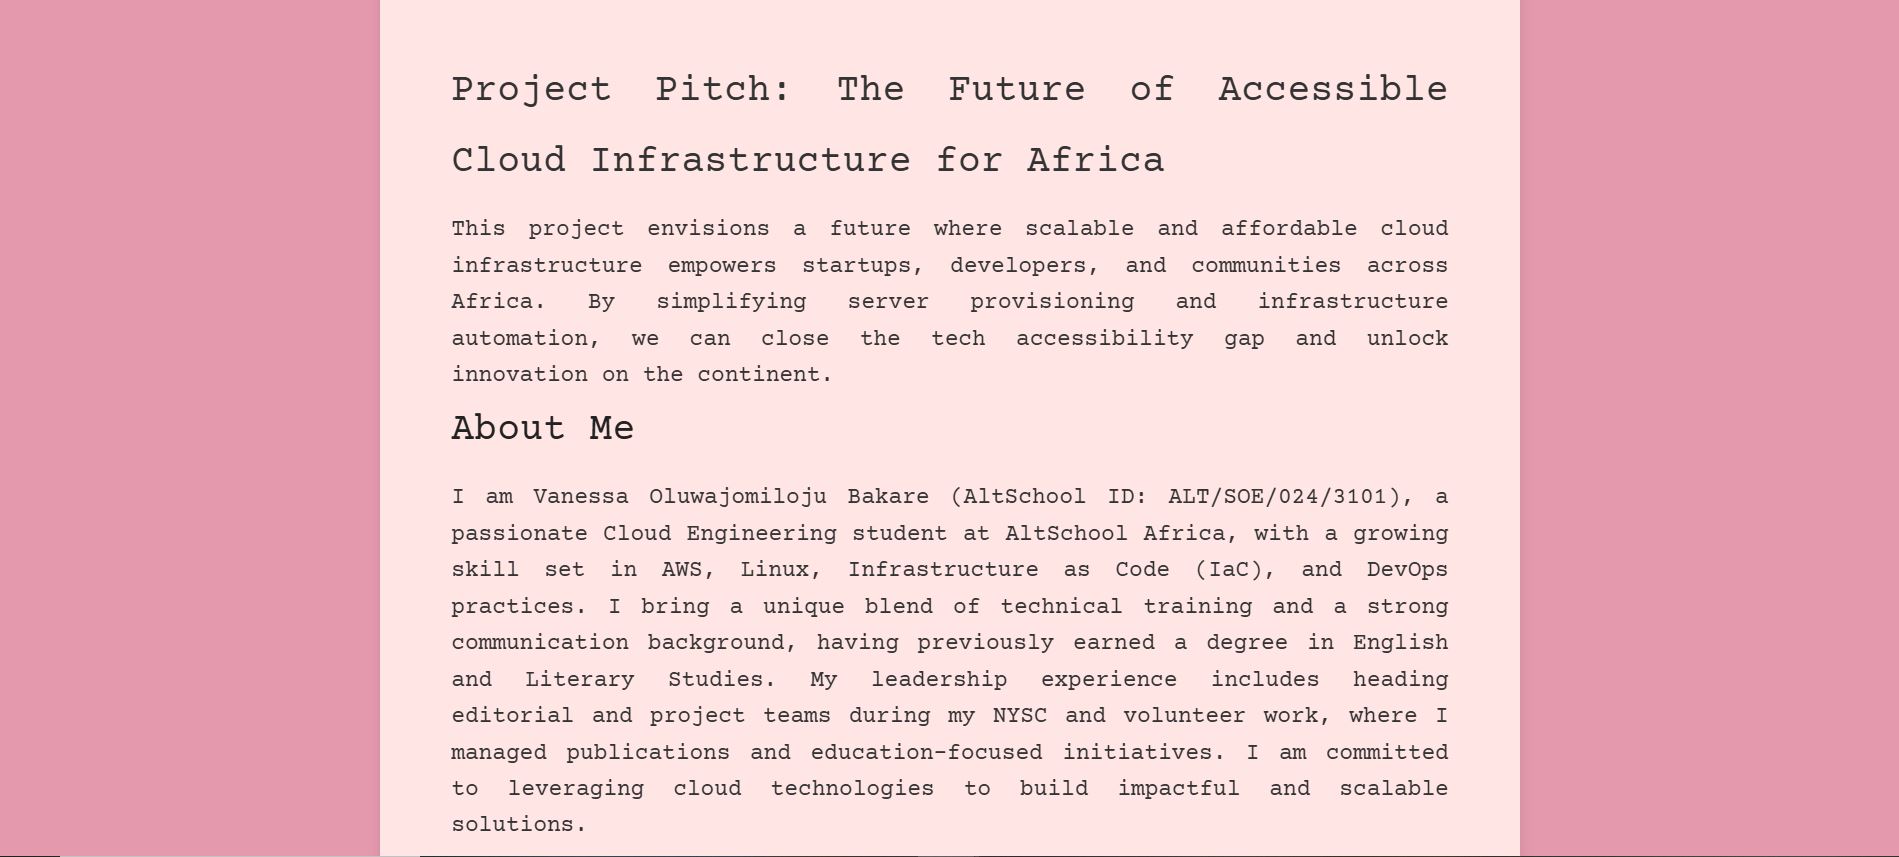 Project Pitch: The Future of Accessible
Cloud Infrastructure for Africa
This project envisions a future where scalable and affordable cloud
infrastructure empowers startups, developers, and communities across
Africa. By simplifying server provisioning and infrastructure
automation, we can close the tech accessibility gap and unlock
innovation on the continent.
About Me
I am Vanessa Oluwajomiloju Bakare (AltSchool ID: ALT/SOE/024/3101), a
passionate Cloud Engineering student at AltSchool Africa, with a growing
skill set in AWS, Linux, Infrastructure as Code (IaC), and DevOps
practices. I bring a unique blend of technical training and a strong
communication background, having previously earned a degree in English
and Literary Studies. My leadership experience includes heading
editorial and project teams during my NYSC and volunteer work, where I
managed publications and education-focused initiatives. I am committed
to leveraging cloud technologies to build impactful and scalable
solutions.